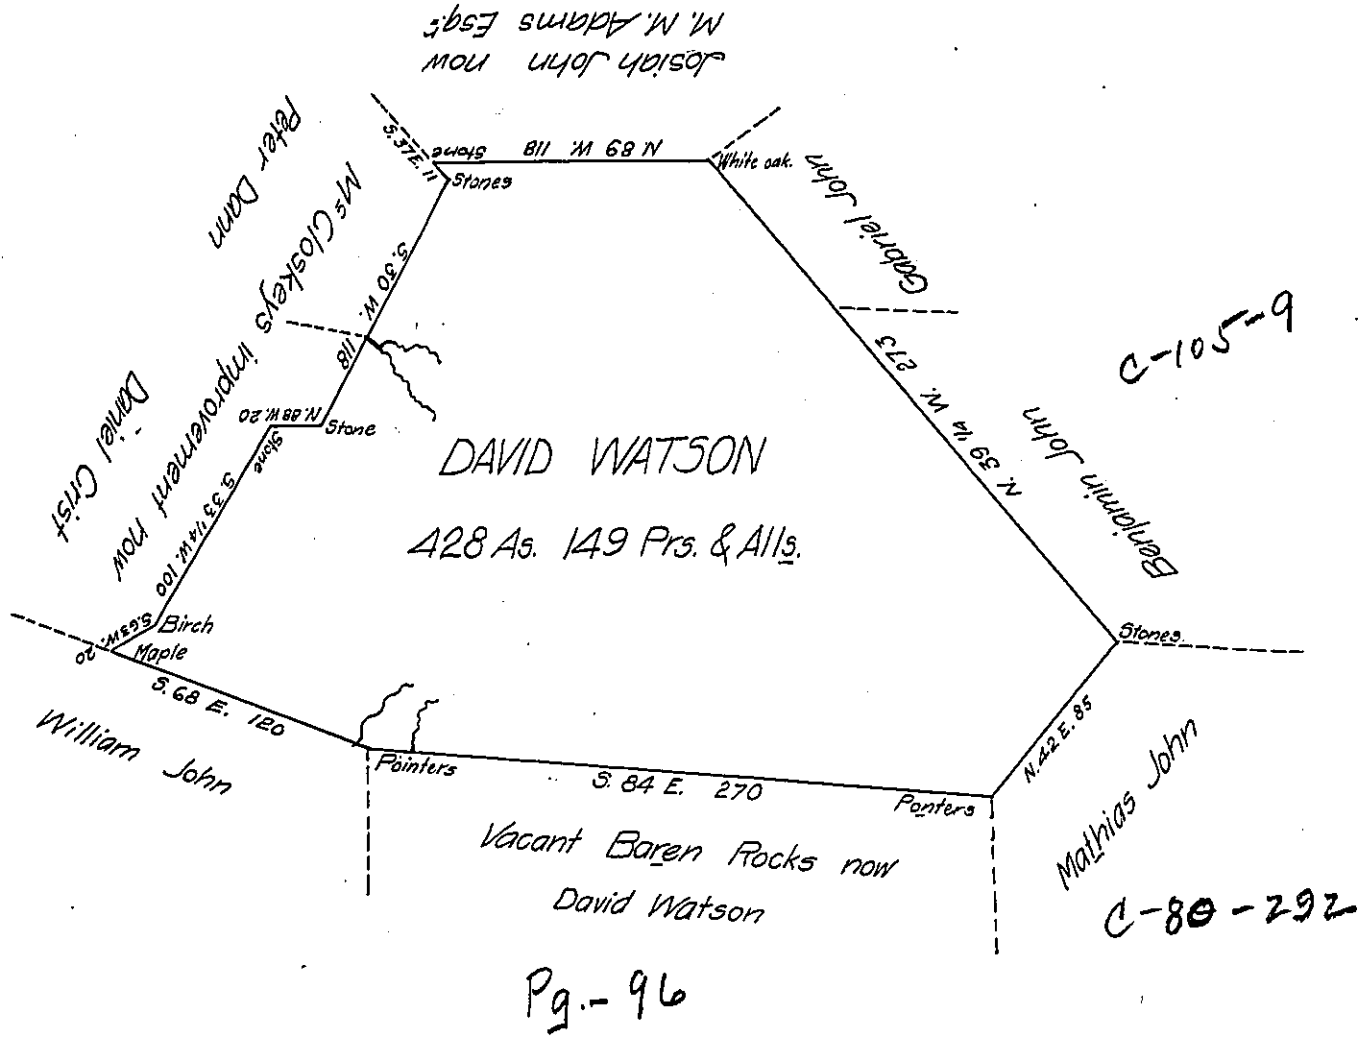 M. M. Adams Esqr.
Josiah John now
Peter Dann
McCloskeys improvement now
Daniel Crist
S. 37 E. 11
Stone
N 89 W. 118
White oak.
Stones
Gabriel John
S. 30 W. 118
N. 39 1/4 W. 273
C-105-9
Benjamin John
N. 88 W. 20
Stone
Stone
S. 33 1/4 W. 100
DAVID WATSON
428 As. 149 Prs. & Alls.
S. 63 W. 20
Birch
Maple
Stones.
S. 68 E. 120
William John
Pointers
S. 84 E. 270
Ponters
N. 42 E. 85
Mathias John
Vacant Baren Rocks now
David Watson
C-80-292
Pg.-96